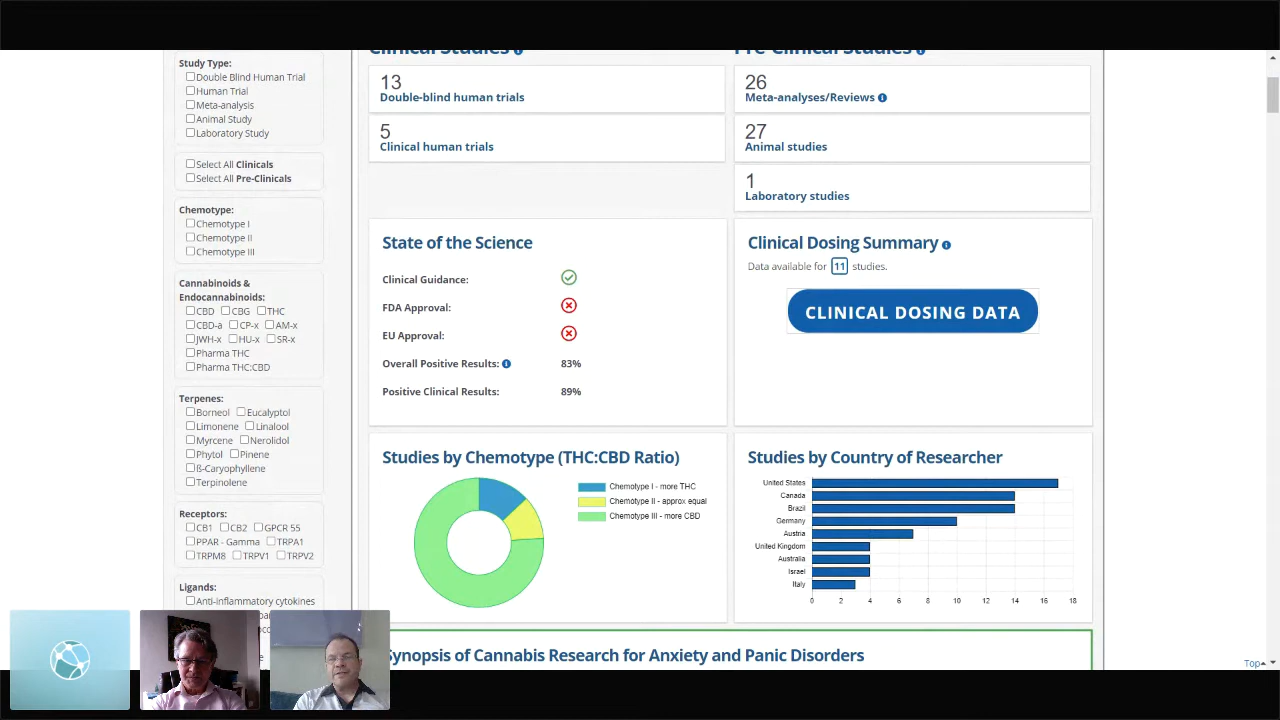 Clinical Studies
Pre-Clinical Studies
Study Type:
Double Blind Human Trial
Human Trial
Meta-analysis
Animal Study
Laboratory Study
Select All Clinicals
Select All Pre-Clinicals
Chemotype:
Chemotype I
Chemotype II
Chemotype III
Cannabinoids &
Endocannabinoids:
CBD CBG THC
CBD-a CP-x AM-x
JWH-x HU-x SR-x
Pharma THC
Pharma THC:CBD
Terpenes:
Borneol Eucalyptol
Limonene Linalool
Myrcene Nerolidol
Phytol Pinene
ß-Caryophyllene
Terpinolene
Receptors:
CB1 CB2 GPCR 55
PPAR - Gamma TRPA1
TRPM8 TRPV1 TRPV2
Ligands:
Anti-inflammatory cytokines
13
Double-blind human trials
5
Clinical human trials
26
Meta-analyses/Reviews
27
Animal studies
1
Laboratory studies
State of the Science
Clinical Guidance:
FDA Approval:
EU Approval:
Overall Positive Results: 83%
Positive Clinical Results: 89%
Clinical Dosing Summary
Data available for 11 studies.
CLINICAL DOSING DATA
Studies by Chemotype (THC:CBD Ratio)
Chemotype I - more THC
Chemotype II - approx equal
Chemotype III - more CBD
Studies by Country of Researcher
United States
Canada
Brazil
Germany
Austria
United Kingdom
Australia
Israel
Italy
0 2 4 6 8 10 12 14 16 18
Synopsis of Cannabis Research for Anxiety and Panic Disorders
Top